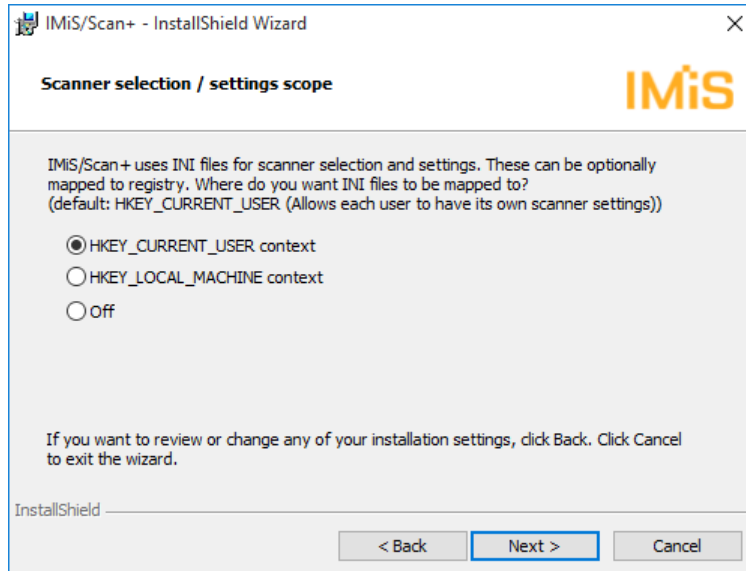 IMiS/Scan+ - InstallShield Wizard
Scanner selection / settings scope
IMiS
IMiS/Scan+ uses INI files for scanner selection and settings. These can be optionally
mapped to registry. Where do you want INI files to be mapped to?
(default: HKEY_CURRENT_USER (Allows each user to have its own scanner settings))
HKEY_CURRENT_USER context
HKEY_LOCAL_MACHINE context
Off
If you want to review or change any of your installation settings, click Back. Click Cancel
to exit the wizard.
InstallShield
< Back Next > Cancel